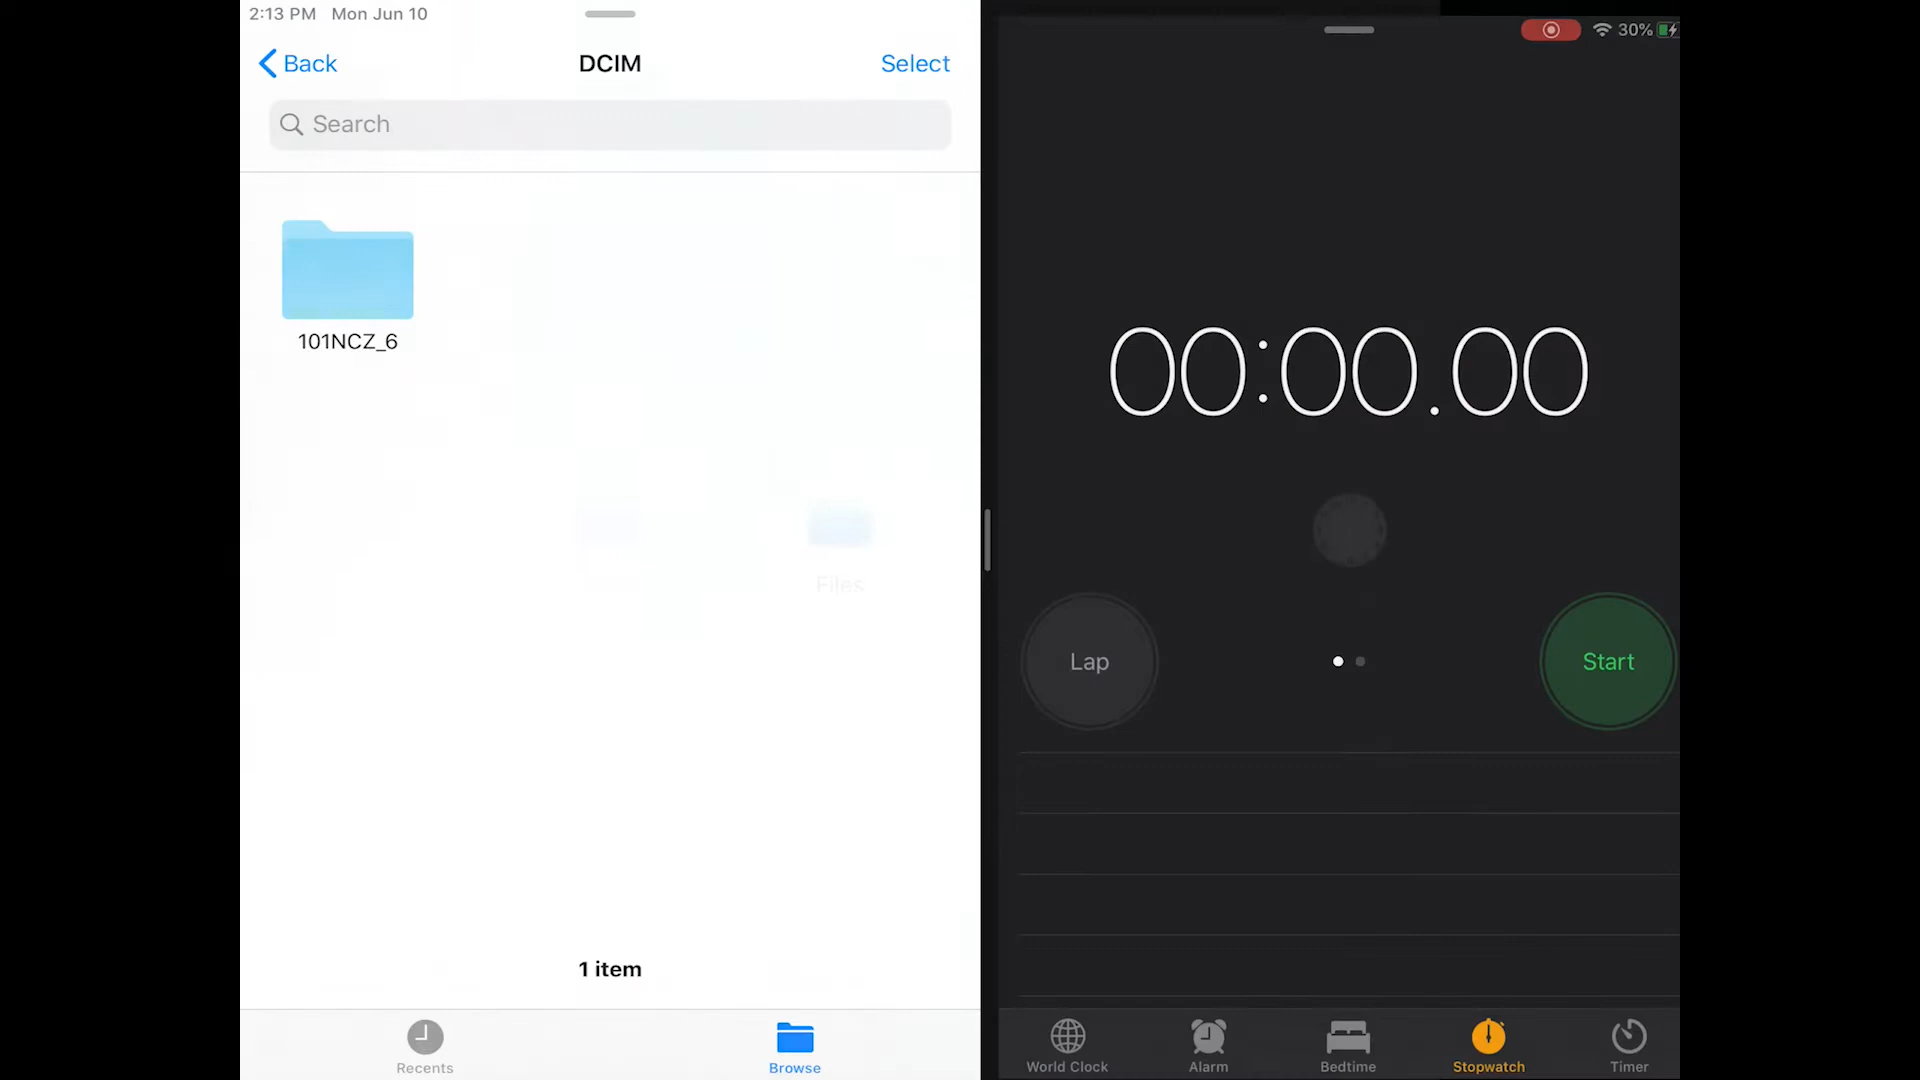 2:13 PM Mon Jun 10
Back
DCIM
Select
Search
101NCZ_6
Files
1 item
Recents
Browse
30%
00:00.00
Lap
Start
World Clock
Alarm
Bedtime
Stopwatch
Timer